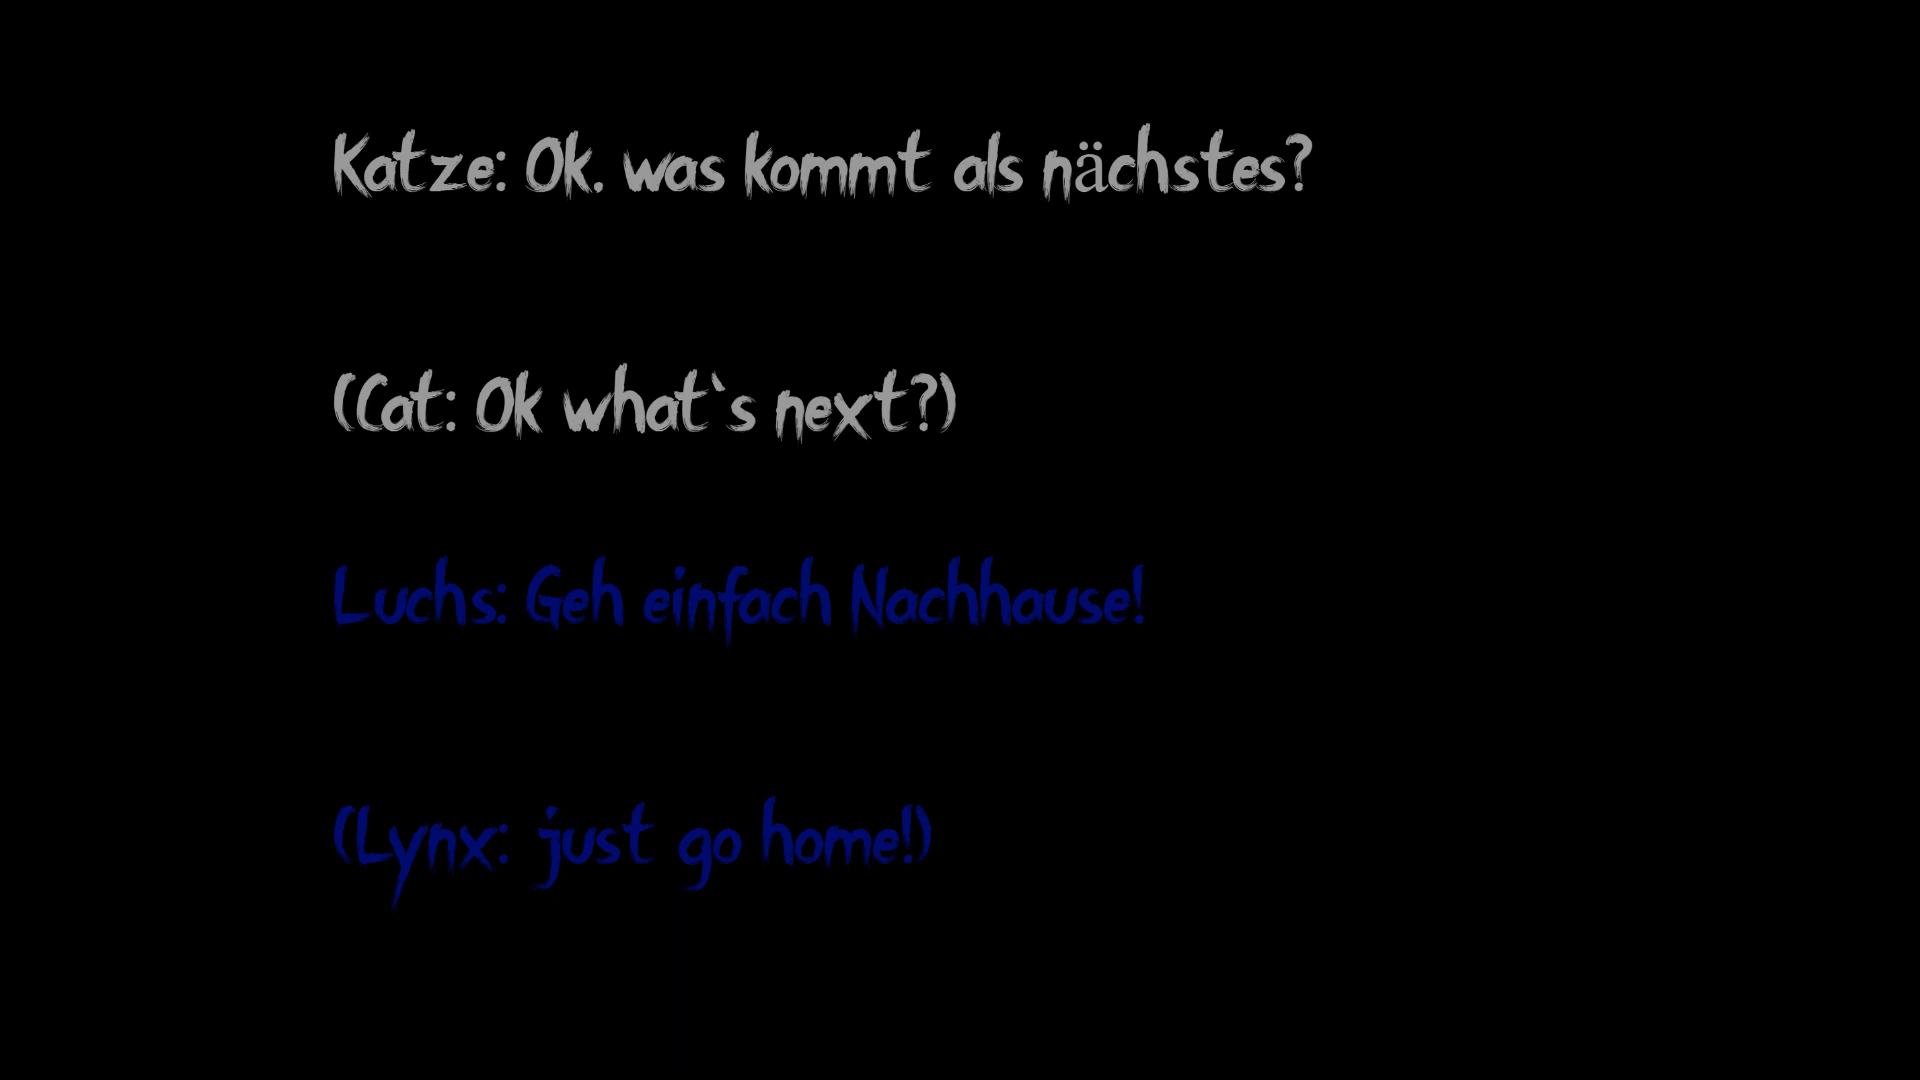 Katze: Ok. was kommt als nächstes?
(Cat: Ok what`s next?)
Luchs: Geh einfach Nachhause!
(Lynx: just go home!)